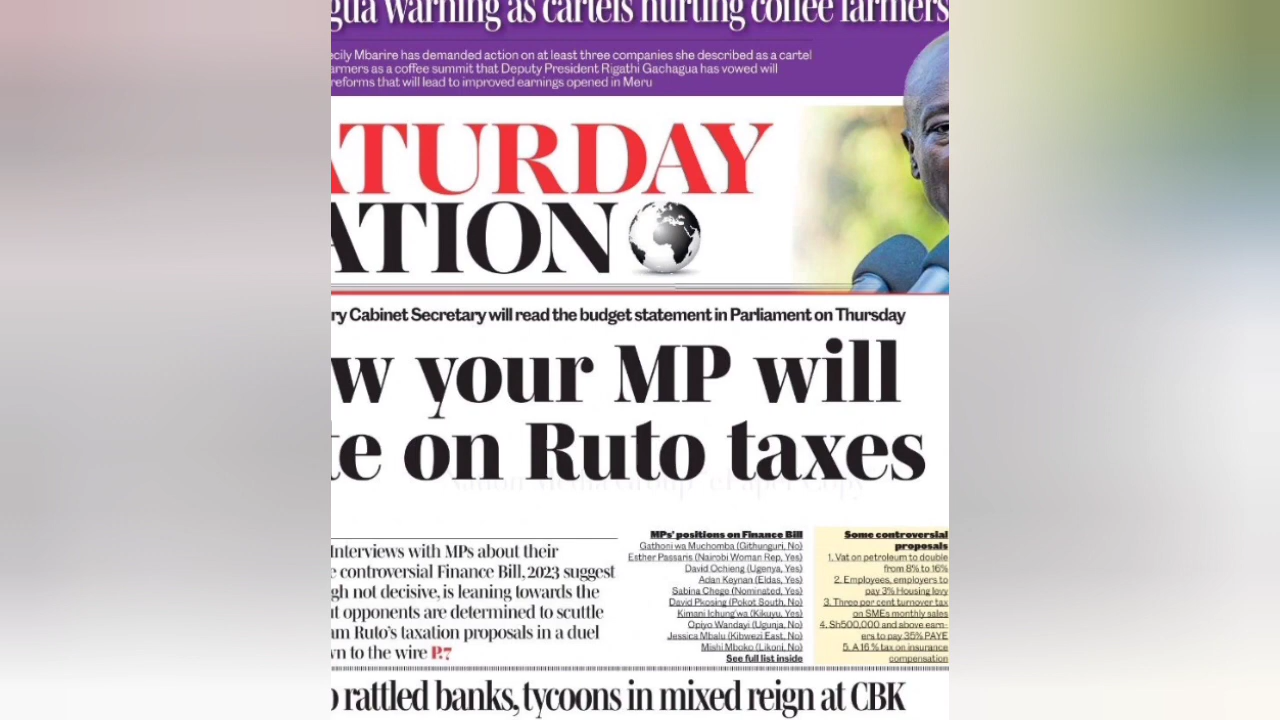 gua warning as cartels hurting coffee farmers
ecily Mbarire has demanded action on at least three companies she described as a cartel
armers as a coffee summit that Deputy President Rigathi Gachagua has vowed will
reforms that will lead to improved earnings opened in Meru
ATURDAY
ATION
ry Cabinet Secretary will read the budget statement in Parliament on Thursday
w your MP will
te on Ruto taxes
Interviews with MPs about their
e controversial Finance Bill, 2023 suggest
gh not decisive, is leaning towards the
t opponents are determined to scuttle
am Ruto's taxation proposals in a duel
vn to the wire P.7
MPs' positions on Finance Bill
Gathoni wa Muchomba (Githunguri, No)
Esther Passaris (Nairobi Woman Rep, Yes)
David Ochieng (Ugenya, Yes)
Adan Keynan (Eldas, Yes)
Sabina Chege (Nominated, Yes)
David Pkosing (Pokot South, No)
Kimani Ichung'wa (Kikuyu, Yes)
Opiyo Wandayi (Ugunja, No)
Jessica Mbalu (Kibwezi East, No)
Mishi Mboko (Likoni, No)
See full list inside
Some controversial
proposals
1. Vat on petroleum to double
from 8% to 16%
2. Employees, employers to
pay 3% Housing levy
3. Three per cent turnover tax
on SMEs monthly sales
4. Sh500,000 and above earn-
ers to pay 35% PAYE
5. A 16 % tax on insurance
compensation
o rattled banks, tycoons in mixed reign at CBK